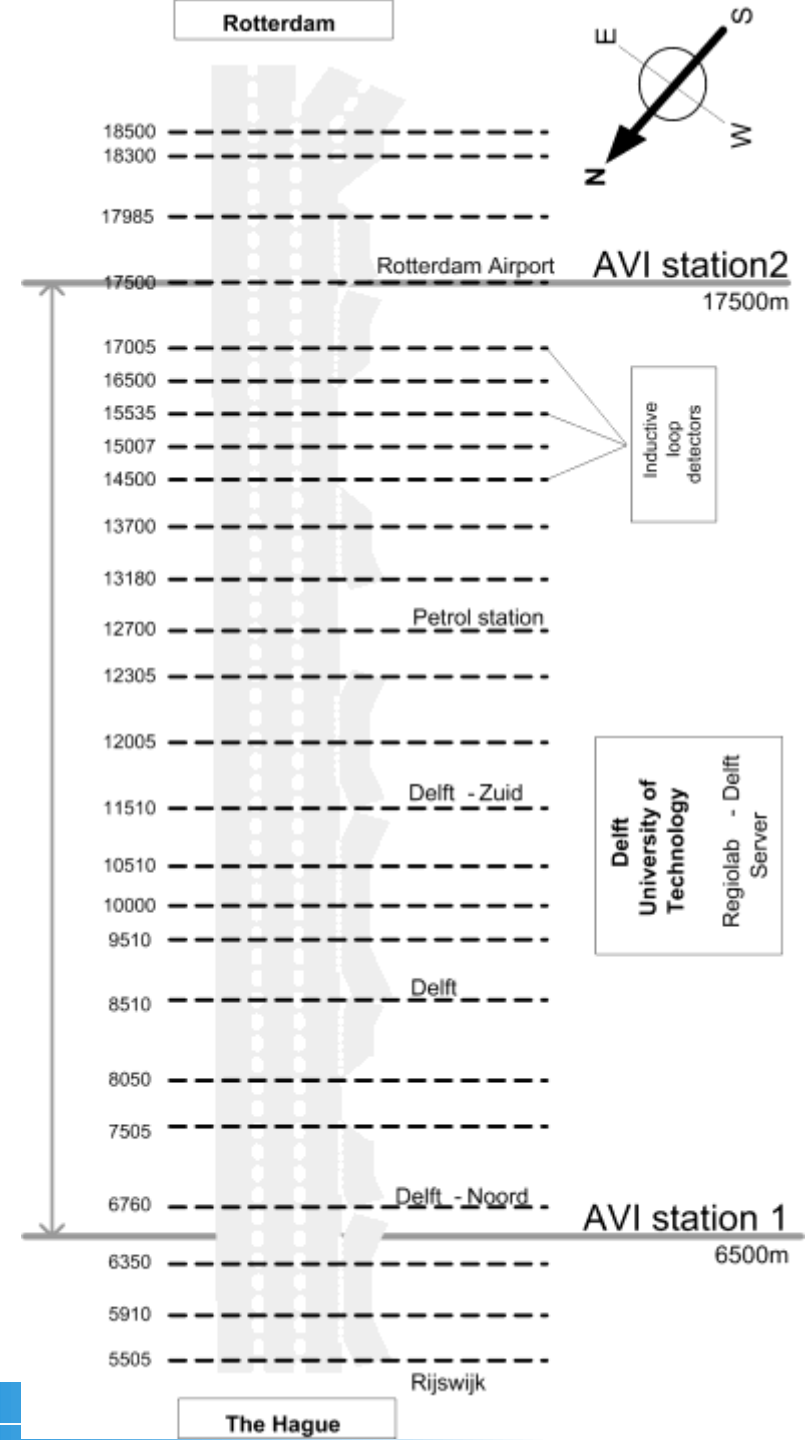 Rotterdam
S
E
W
N
18500
18300
17985
Rotterdam Airport
AVI station2
17500
17500m
17005
16500
15535
15007
14500
Inductive
loop
detectors
13700
13180
Petrol station
12700
12305
12005
Delft - Zuid
11510
Delft
University of
Technology
Regiolab - Delft
Server
10510
10000
9510
Delft
8510
8050
7505
Delft - Noord
6760
AVI station 1
6500m
6350
5910
5505
Rijswijk
The Hague